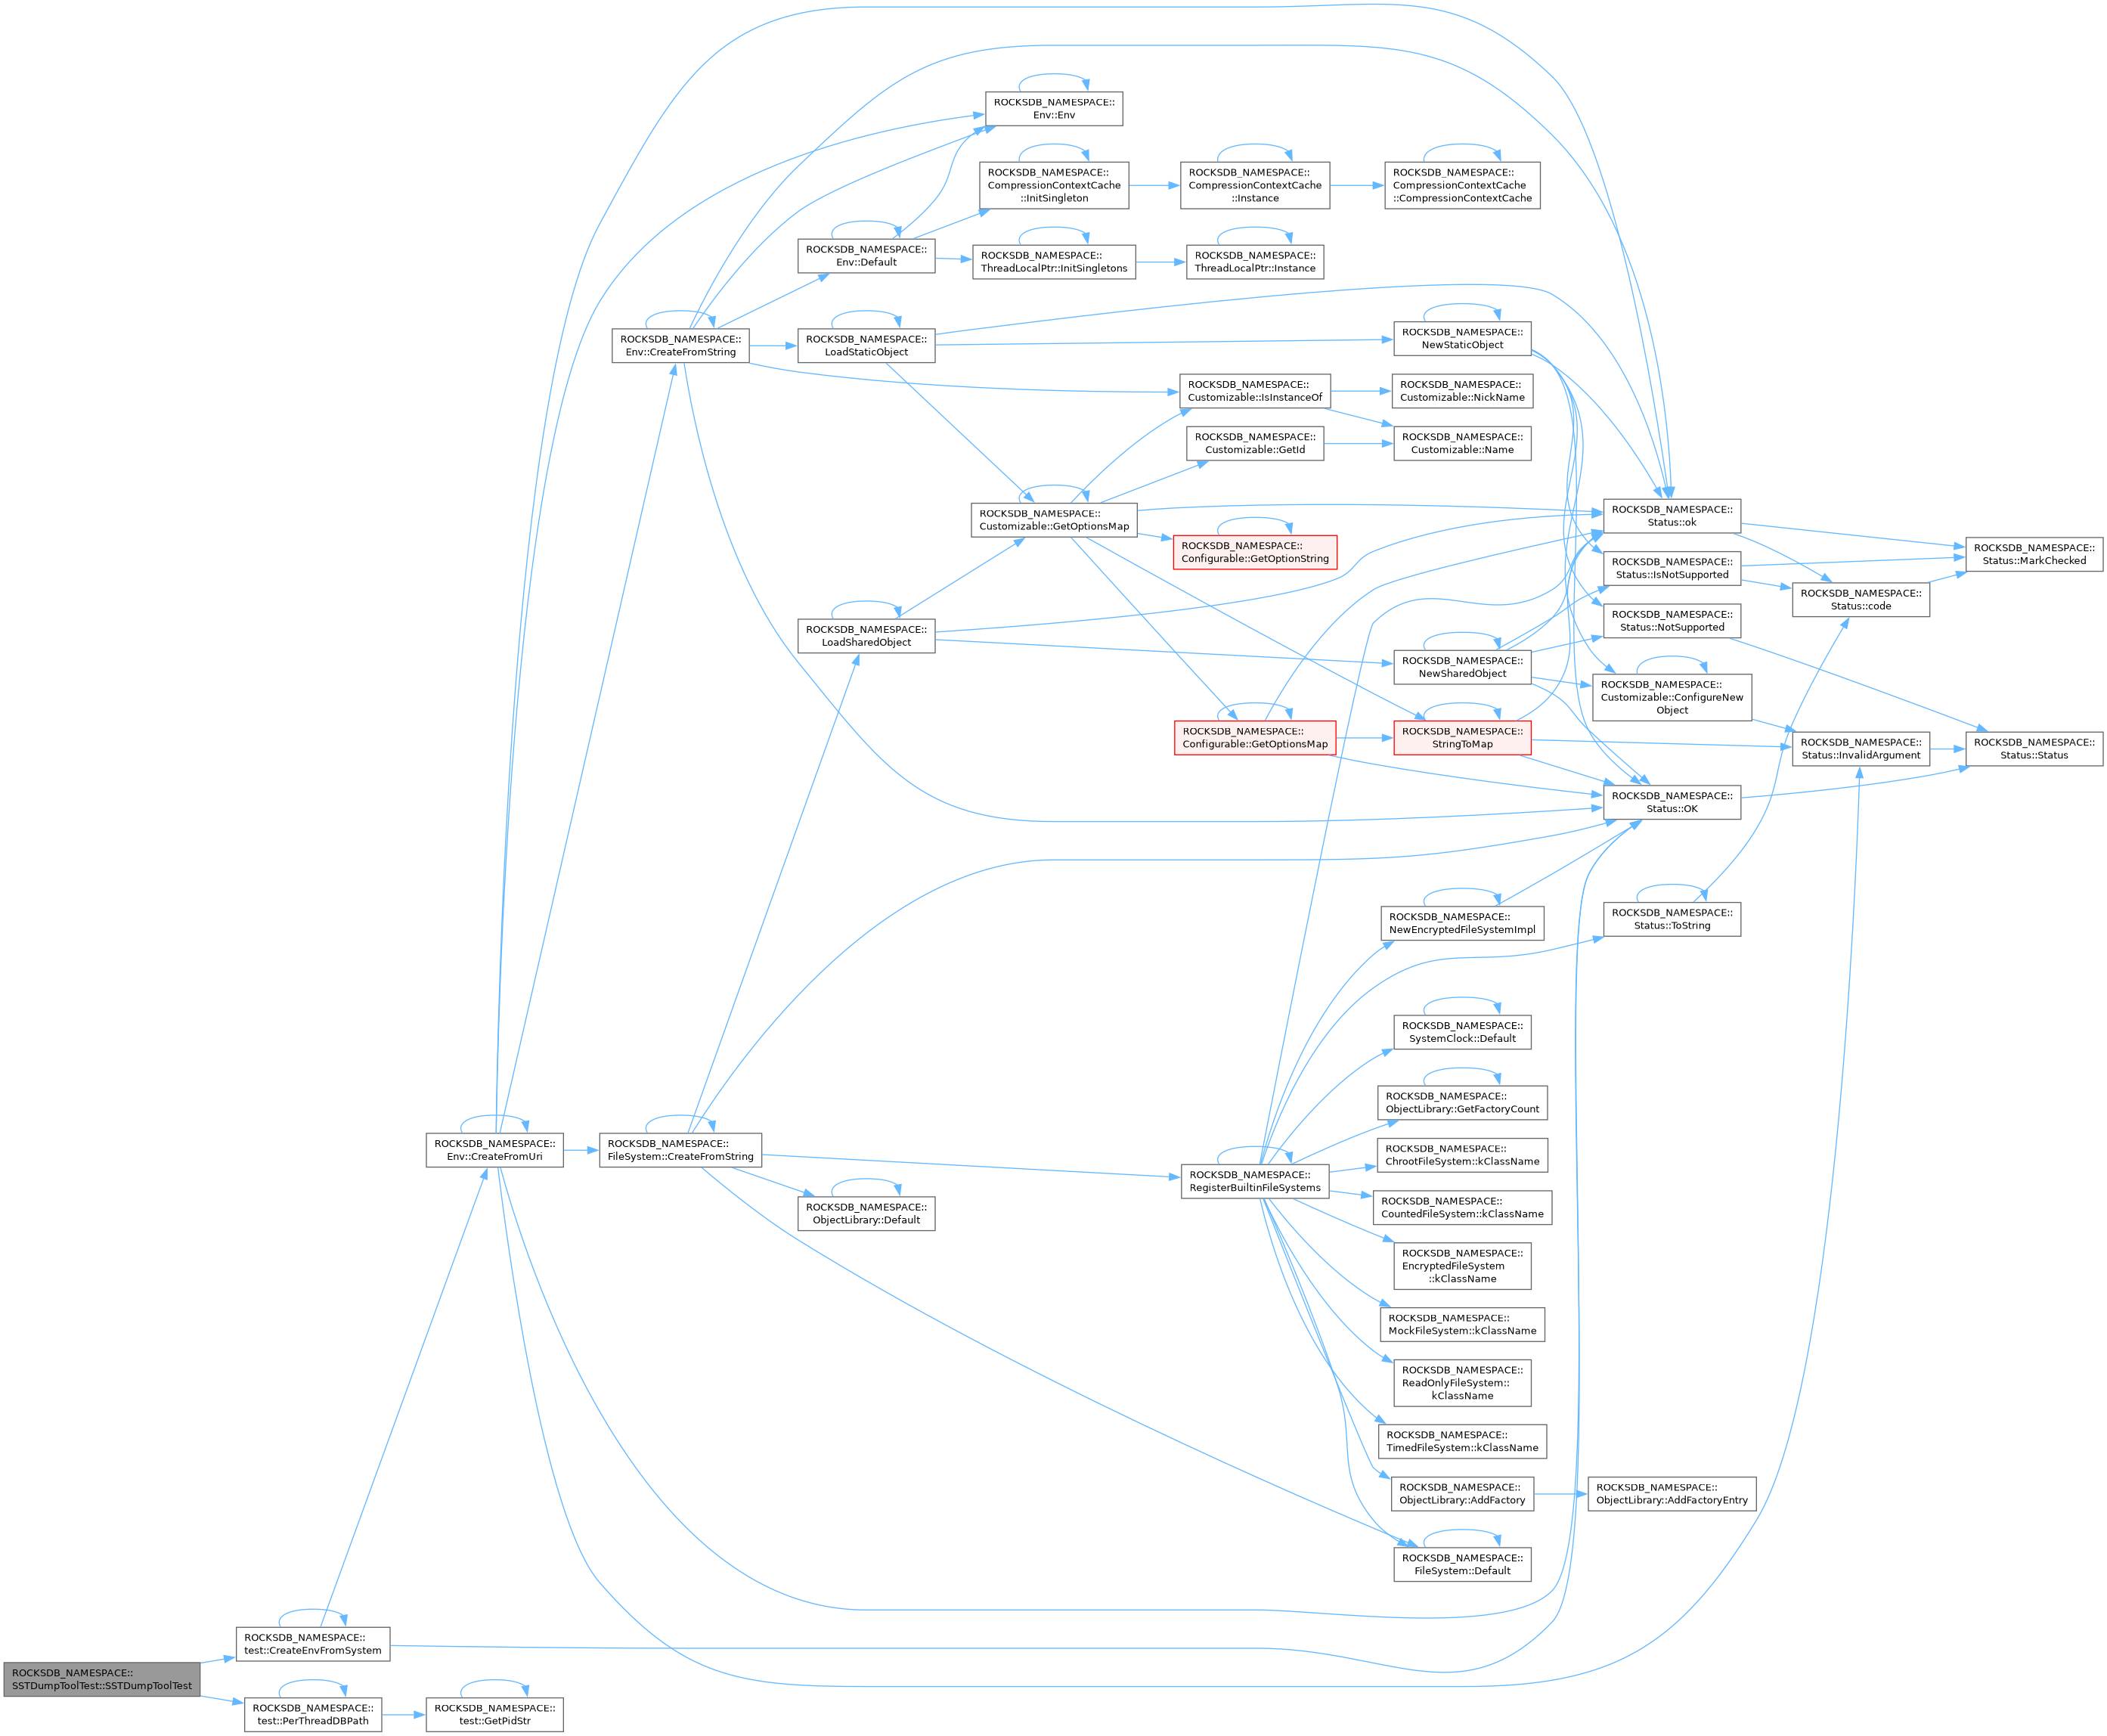 ROCKSDB_NAMESPACE::
SSTDumpToolTest::SSTDumpToolTest
ROCKSDB_NAMESPACE::
test::CreateEnvFromSystem
ROCKSDB_NAMESPACE::
test::PerThreadDBPath
ROCKSDB_NAMESPACE::
test::GetPidStr
ROCKSDB_NAMESPACE::
Env::CreateFromUri
ROCKSDB_NAMESPACE::
Env::CreateFromString
ROCKSDB_NAMESPACE::
FileSystem::CreateFromString
ROCKSDB_NAMESPACE::
Env::Default
ROCKSDB_NAMESPACE::
LoadStaticObject
ROCKSDB_NAMESPACE::
LoadSharedObject
ROCKSDB_NAMESPACE::
ObjectLibrary::Default
ROCKSDB_NAMESPACE::
Env::Env
ROCKSDB_NAMESPACE::
CompressionContextCache
::InitSingleton
ROCKSDB_NAMESPACE::
ThreadLocalPtr::InitSingletons
ROCKSDB_NAMESPACE::
Customizable::GetOptionsMap
ROCKSDB_NAMESPACE::
CompressionContextCache
::Instance
ROCKSDB_NAMESPACE::
ThreadLocalPtr::Instance
ROCKSDB_NAMESPACE::
Customizable::IsInstanceOf
ROCKSDB_NAMESPACE::
Customizable::GetId
ROCKSDB_NAMESPACE::
Configurable::GetOptionString
ROCKSDB_NAMESPACE::
Configurable::GetOptionsMap
ROCKSDB_NAMESPACE::
RegisterBuiltinFileSystems
ROCKSDB_NAMESPACE::
CompressionContextCache
::CompressionContextCache
ROCKSDB_NAMESPACE::
NewStaticObject
ROCKSDB_NAMESPACE::
Customizable::NickName
ROCKSDB_NAMESPACE::
Customizable::Name
ROCKSDB_NAMESPACE::
NewSharedObject
ROCKSDB_NAMESPACE::
StringToMap
ROCKSDB_NAMESPACE::
NewEncryptedFileSystemImpl
ROCKSDB_NAMESPACE::
SystemClock::Default
ROCKSDB_NAMESPACE::
ObjectLibrary::GetFactoryCount
ROCKSDB_NAMESPACE::
ChrootFileSystem::kClassName
ROCKSDB_NAMESPACE::
CountedFileSystem::kClassName
ROCKSDB_NAMESPACE::
EncryptedFileSystem
::kClassName
ROCKSDB_NAMESPACE::
MockFileSystem::kClassName
ROCKSDB_NAMESPACE::
ReadOnlyFileSystem::
kClassName
ROCKSDB_NAMESPACE::
TimedFileSystem::kClassName
ROCKSDB_NAMESPACE::
ObjectLibrary::AddFactory
ROCKSDB_NAMESPACE::
FileSystem::Default
ROCKSDB_NAMESPACE::
Status::ok
ROCKSDB_NAMESPACE::
Status::IsNotSupported
ROCKSDB_NAMESPACE::
Status::NotSupported
ROCKSDB_NAMESPACE::
Customizable::ConfigureNew
Object
ROCKSDB_NAMESPACE::
Status::OK
ROCKSDB_NAMESPACE::
Status::ToString
ROCKSDB_NAMESPACE::
ObjectLibrary::AddFactoryEntry
ROCKSDB_NAMESPACE::
Status::code
ROCKSDB_NAMESPACE::
Status::InvalidArgument
ROCKSDB_NAMESPACE::
Status::MarkChecked
ROCKSDB_NAMESPACE::
Status::Status